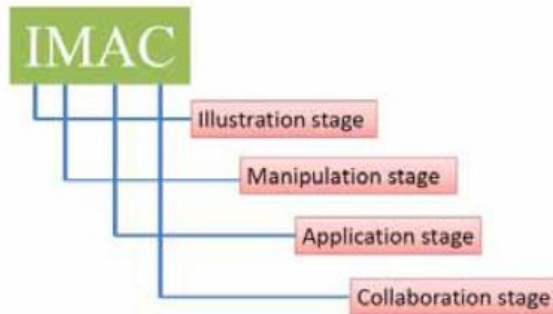 IMAC
Illustration stage
Manipulation stage
Application stage
Collaboration stage